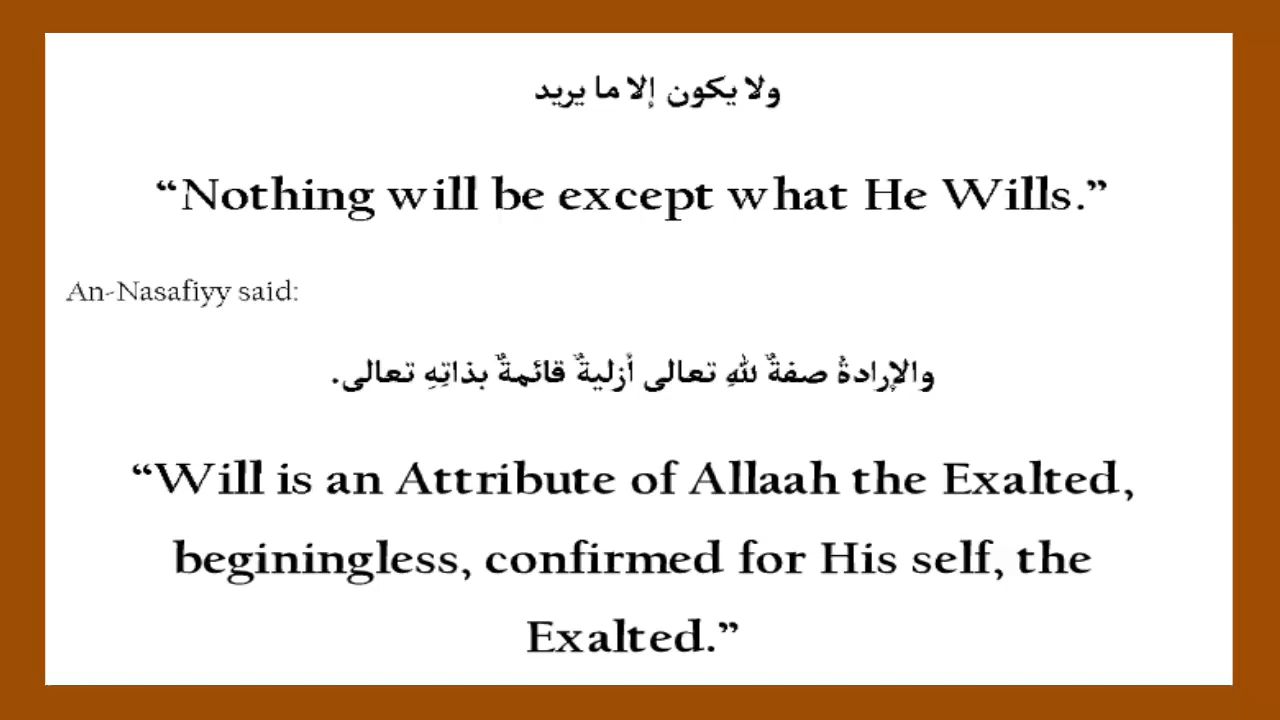 ولا يكون إلا ما يريد
“Nothing will be except what He Wills.”
An-Nasafiyy said:
والإرادةُ صفةٌ للهِ تعالى أزليةٌ قائمةٌ بذاتِهِ تعالى.
“Will is an Attribute of Allaah the Exalted,
beginingless, confirmed for His self, the
Exalted.”